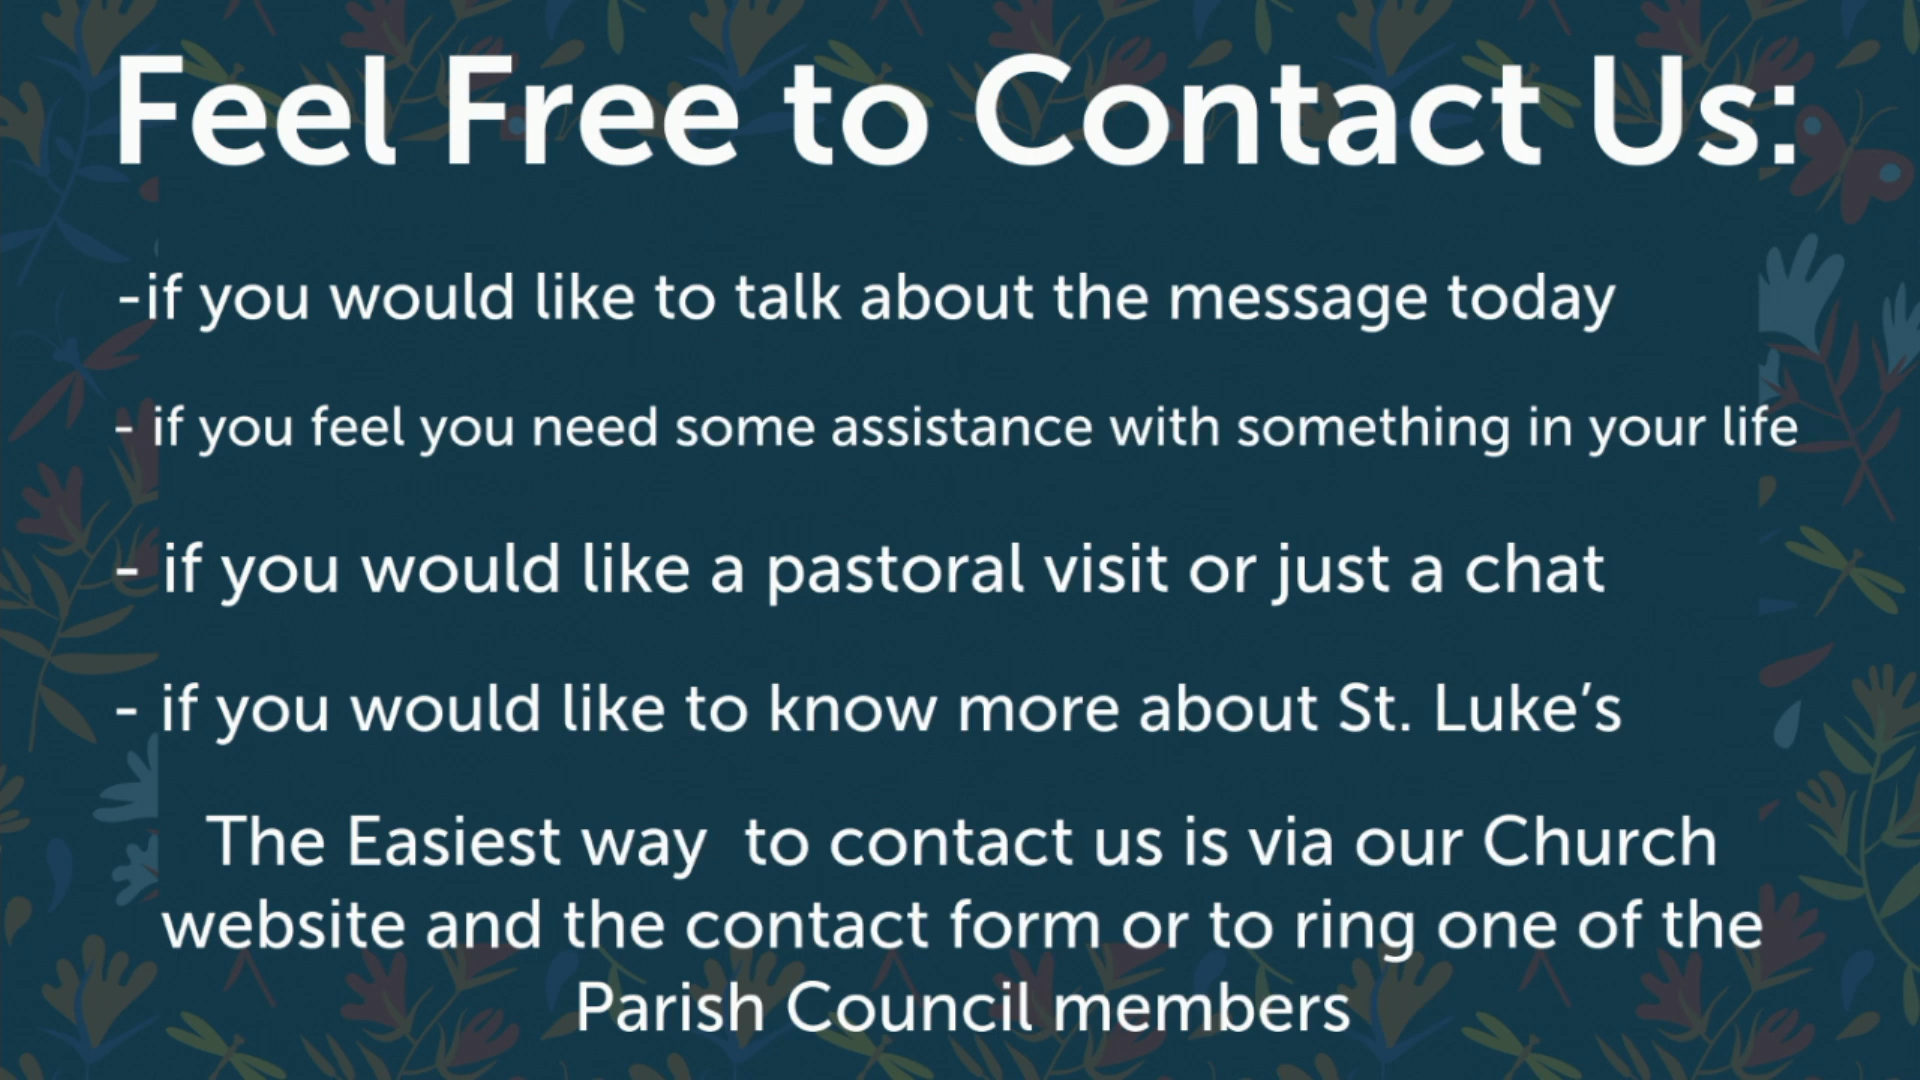 Feel Free to Contact Us:
-if you would like to talk about the message today
- if you feel you need some assistance with something in your life
- if you would like a pastoral visit or just a chat
- if you would like to know more about St. Luke’s
The Easiest way  to contact us is via our Church
website and the contact form or to ring one of the
Parish Council members